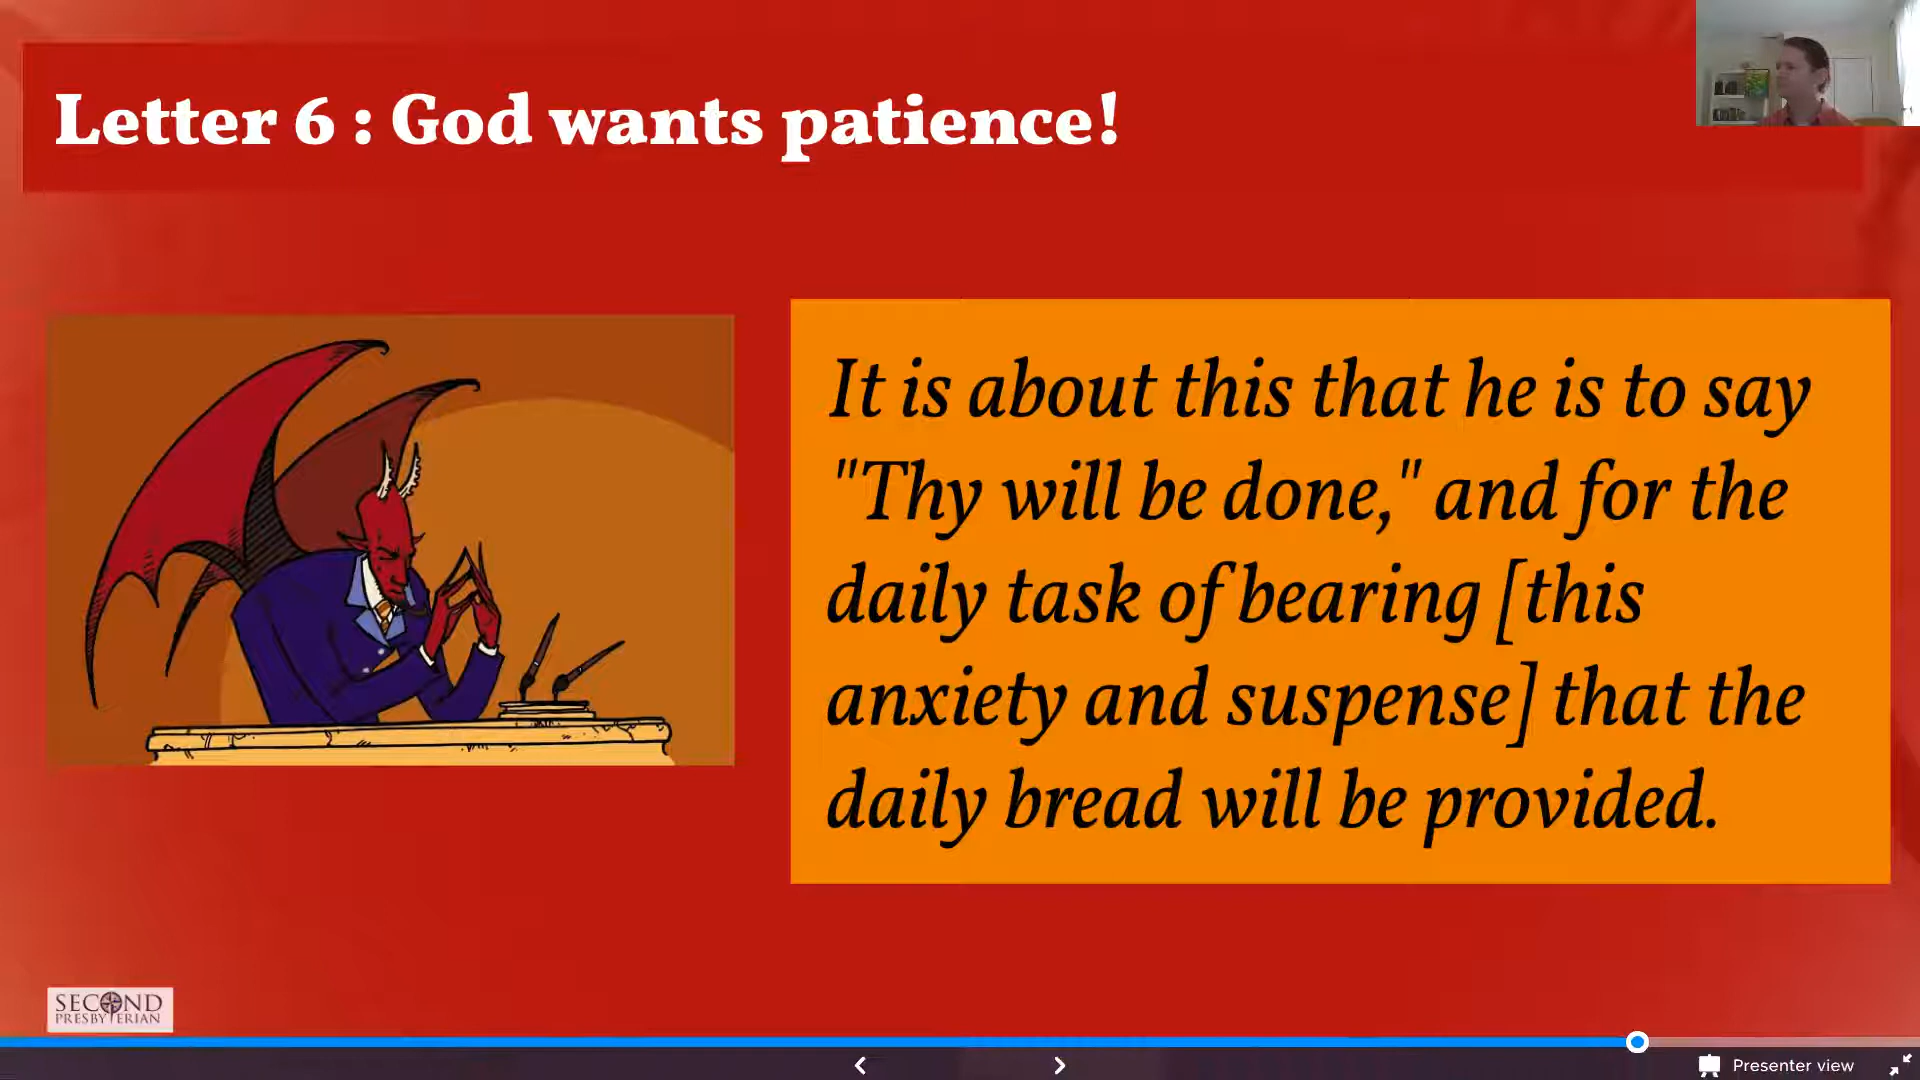 Letter 6 : God wants patience!
It is about this that he is to say
"Thy will be done," and for the
daily task of bearing [this
anxiety and suspense] that the
daily bread will be provided.
SECOND
PRESBYTERIAN
Presenter view